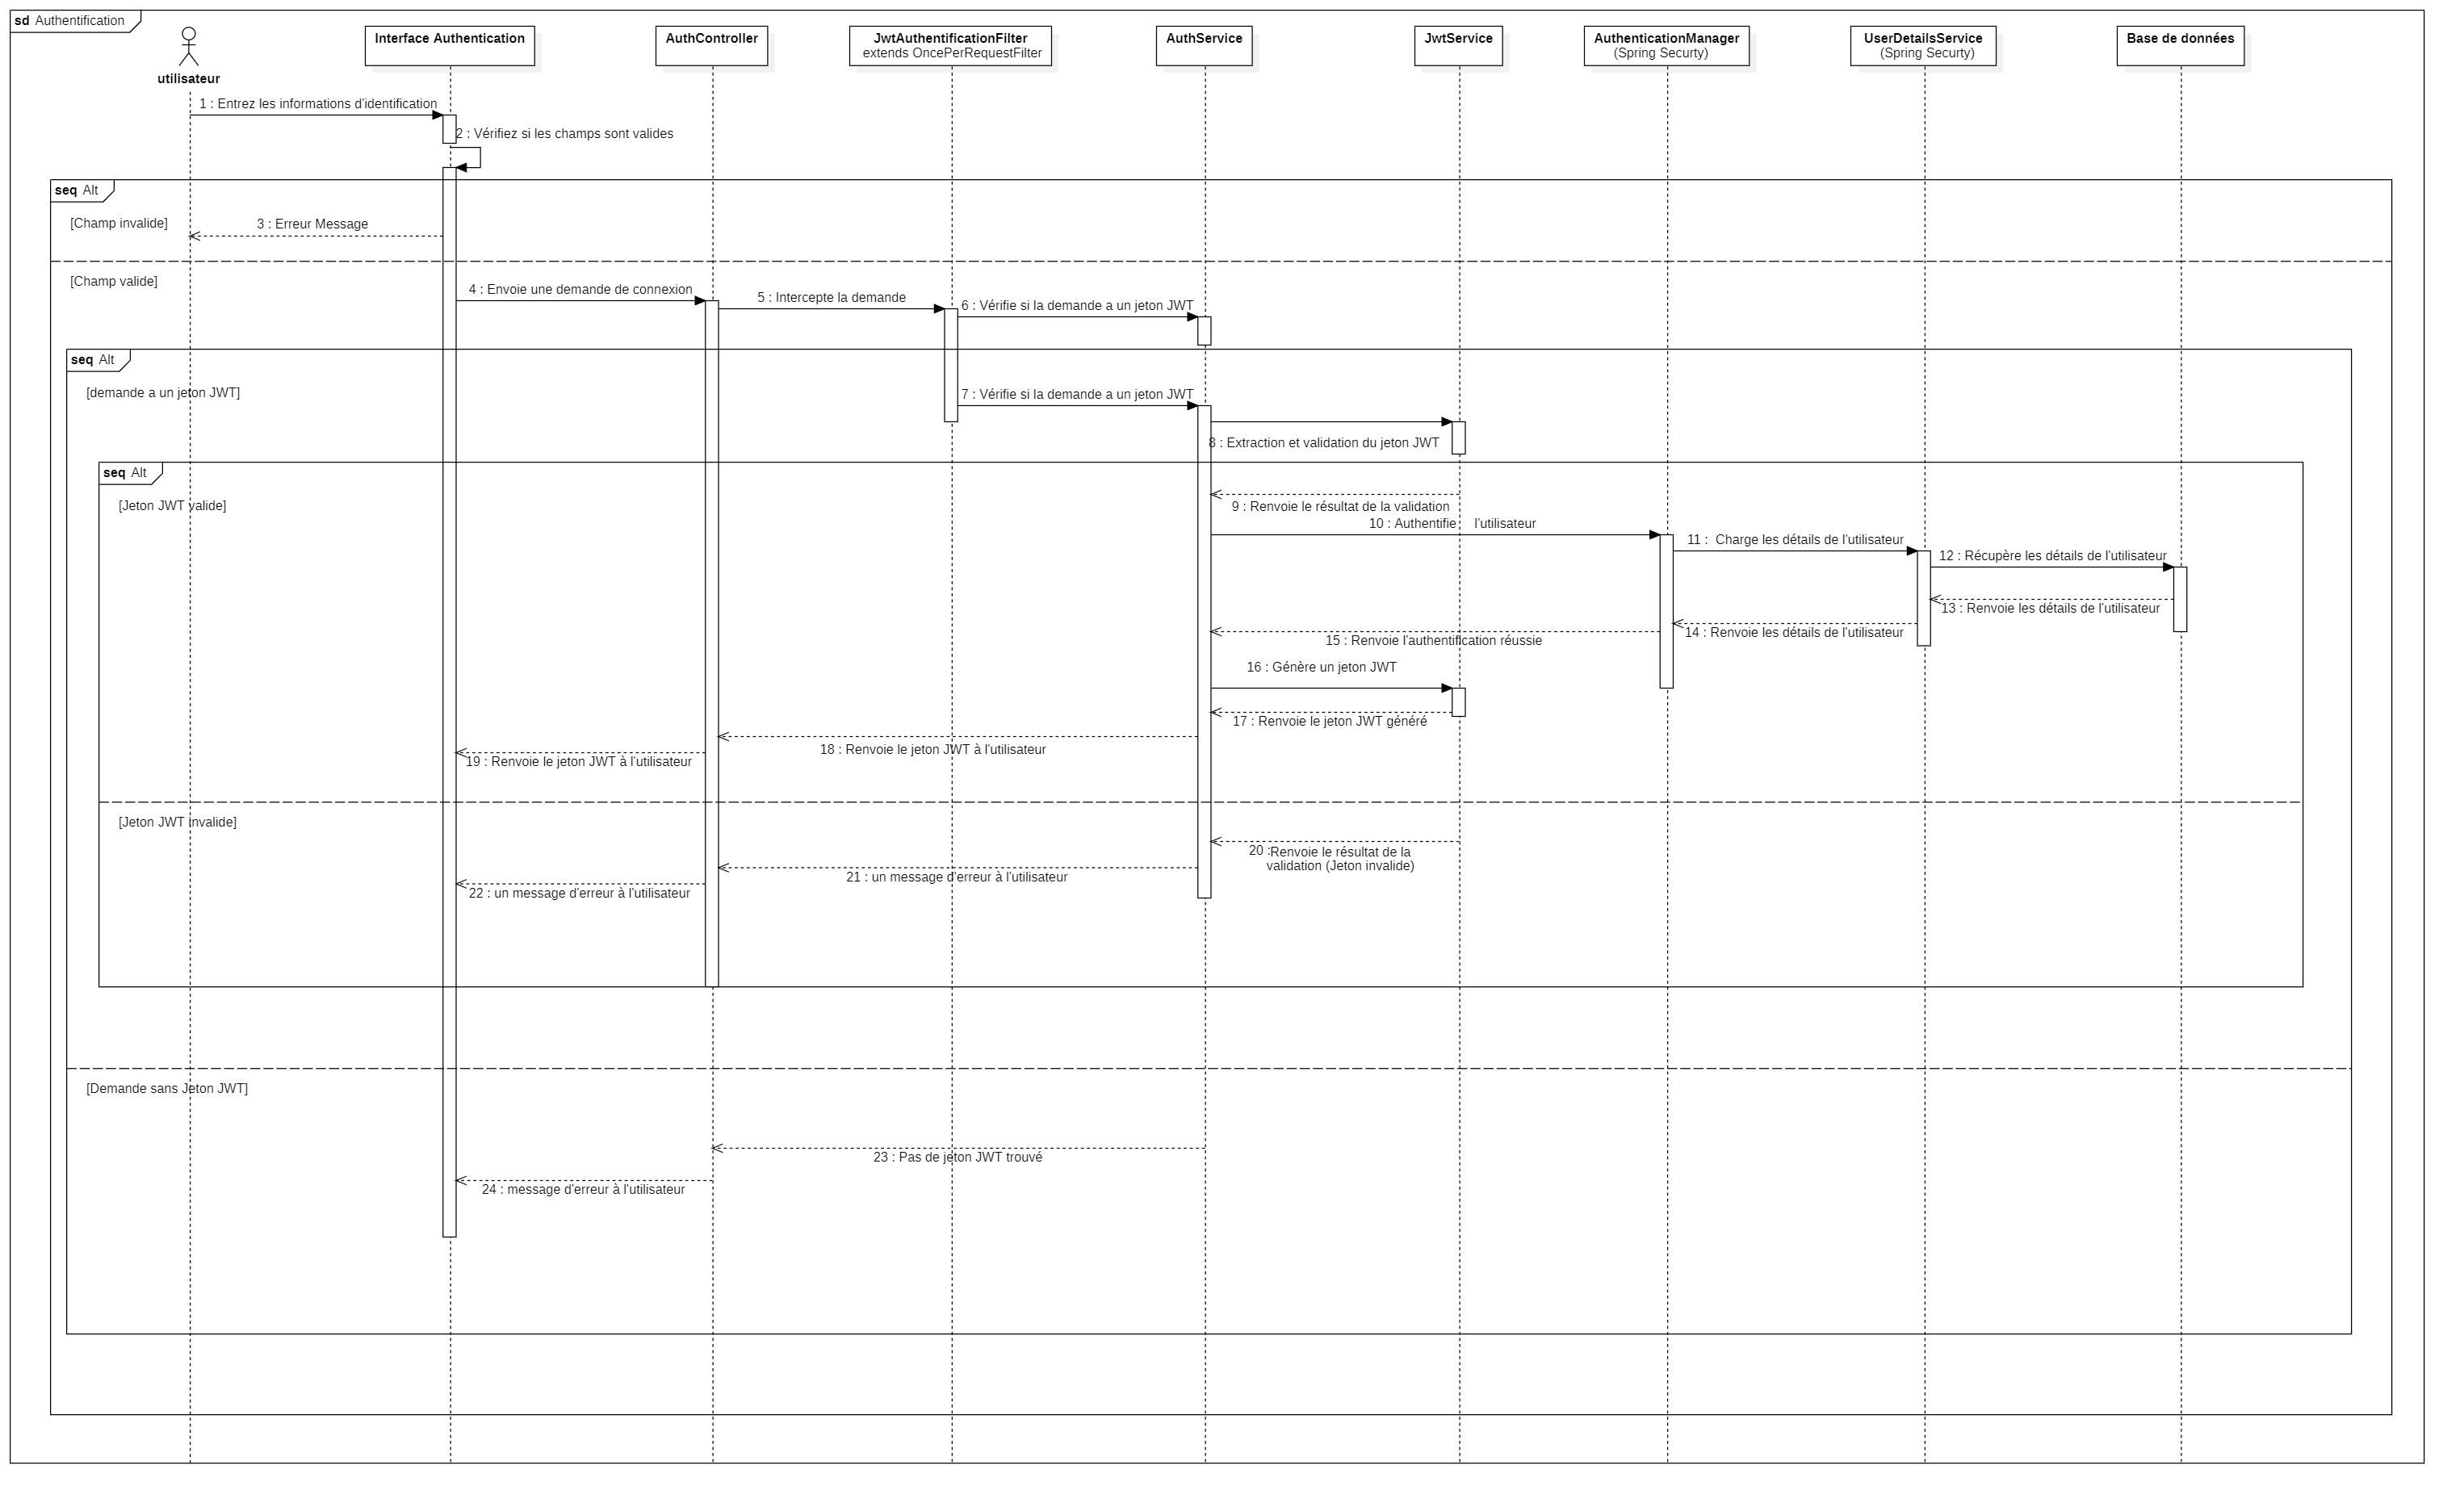 sd Authentification
utilisateur
Interface Authentication
AuthController
JwtAuthentificationFilter
extends OncePerRequestFilter
AuthService
JwtService
AuthenticationManager
(Spring Securty)
UserDetailsService
(Spring Securty)
Base de données
1 : Entrez les informations d'identification
2 : Vérifiez si les champs sont valides
seq Alt
[Champ invalide]
3 : Erreur Message
[Champ valide]
4 : Envoie une demande de connexion
5 : Intercepte la demande
6 : Vérifie si la demande a un jeton JWT
seq Alt
[demande a un jeton JWT]
7 : Vérifie si la demande a un jeton JWT
8 : Extraction et validation du jeton JWT
seq Alt
[Jeton JWT valide]
9 : Renvoie le résultat de la validation
10 : Authentifie l'utilisateur
11 : Charge les détails de l'utilisateur
12 : Récupère les détails de l'utilisateur
13 : Renvoie les détails de l'utilisateur
14 : Renvoie les détails de l'utilisateur
15 : Renvoie l'authentification réussie
16 : Génère un jeton JWT
17 : Renvoie le jeton JWT généré
18 : Renvoie le jeton JWT à l'utilisateur
19 : Renvoie le jeton JWT à l'utilisateur
[Jeton JWT invalide]
20 : Renvoie le résultat de la
validation (Jeton invalide)
21 : un message d'erreur à l'utilisateur
22 : un message d'erreur à l'utilisateur
[Demande sans Jeton JWT]
23 : Pas de jeton JWT trouvé
24 : message d'erreur à l'utilisateur